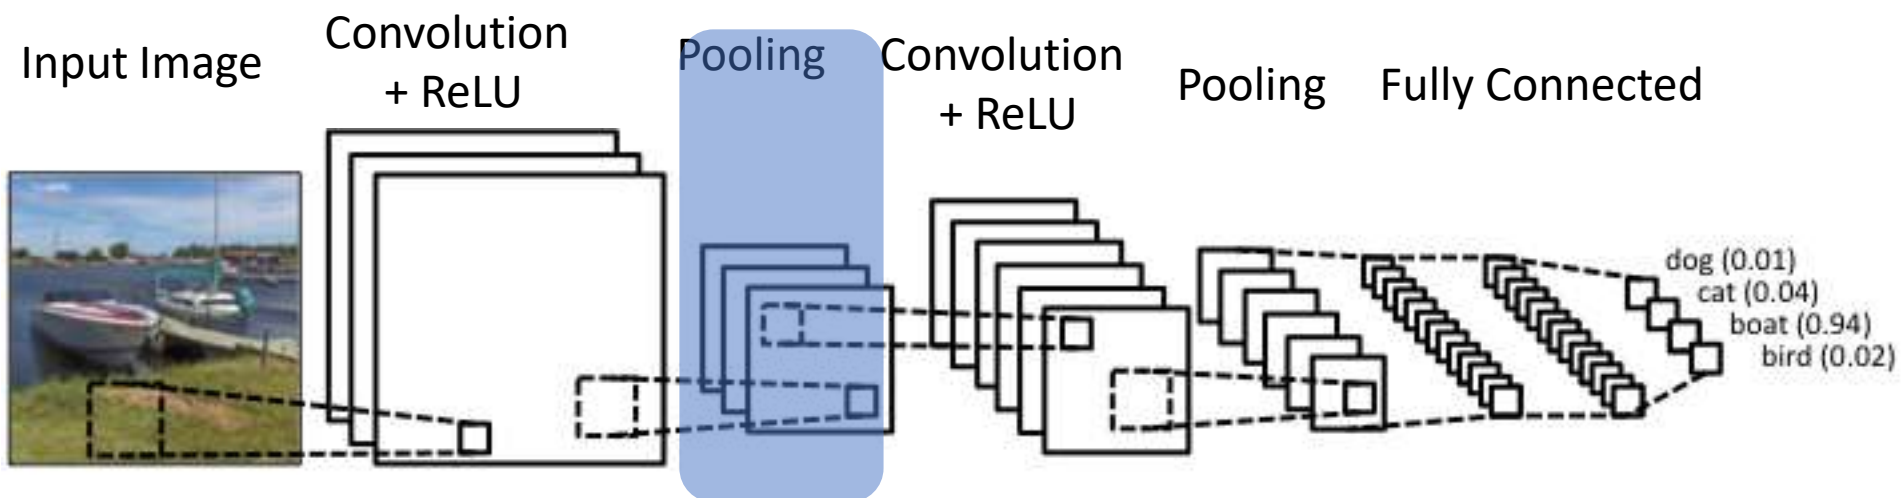 Input Image
Convolution
+ ReLU
Pooling
Convolution
+ ReLU
Pooling
Fully Connected
dog (0.01)
cat (0.04)
boat (0.94)
bird (0.02)